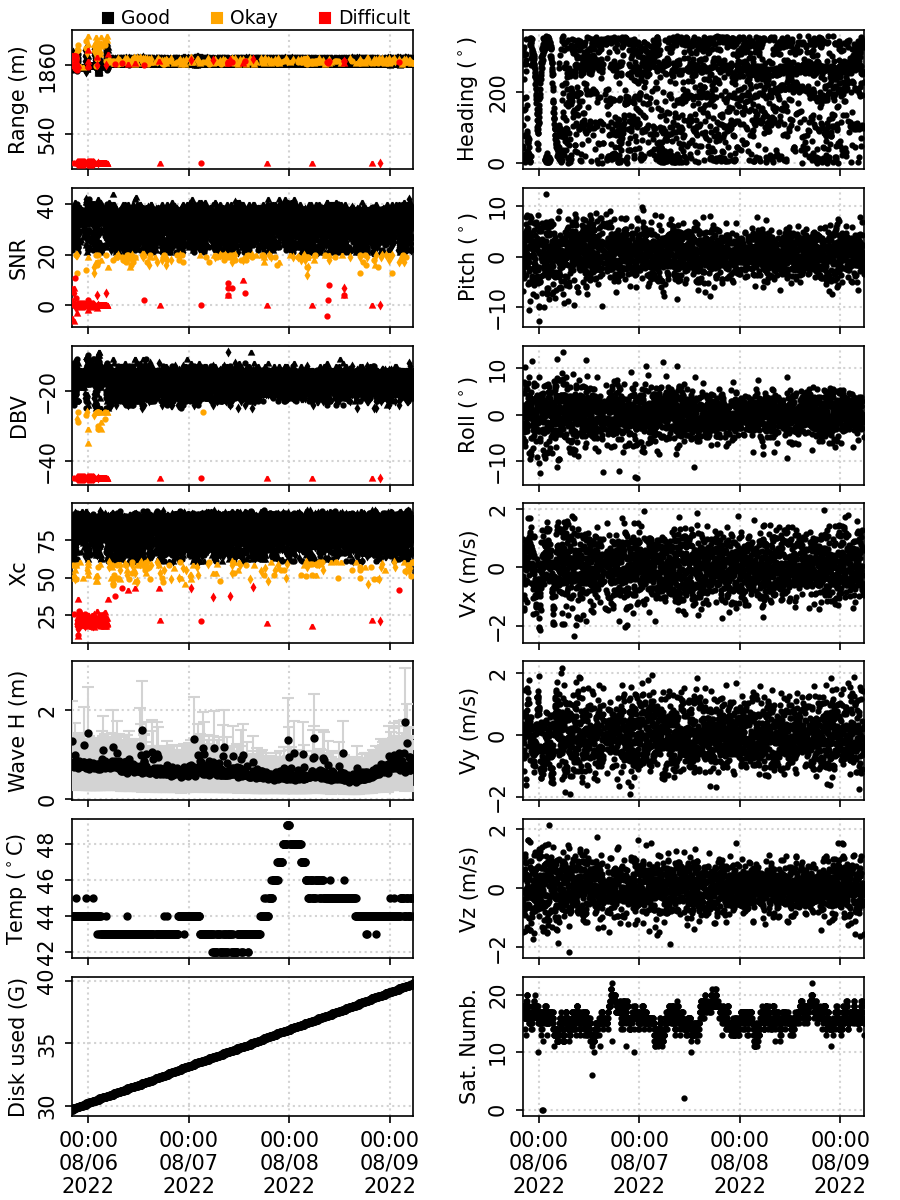 Good Okay Difficult
Range (m)
1860
540
Heading (°)
200
0
SNR
40
20
0
Pitch (°)
10
0
−10
DBV
−20
−40
Roll (°)
10
0
−10
Xc
75
50
25
Vx (m/s)
2
0
−2
Wave H (m)
2
0
Vy (m/s)
2
0
−2
Temp (°C)
48
46
44
42
Vz (m/s)
2
0
−2
Disk used (G)
40
35
30
Sat. Numb.
20
10
0
00:00 00:00 00:00 00:00 00:00 00:00 00:00 00:00
08/06 08/07 08/08 08/09 08/06 08/07 08/08 08/09
2022 2022 2022 2022 2022 2022 2022 2022